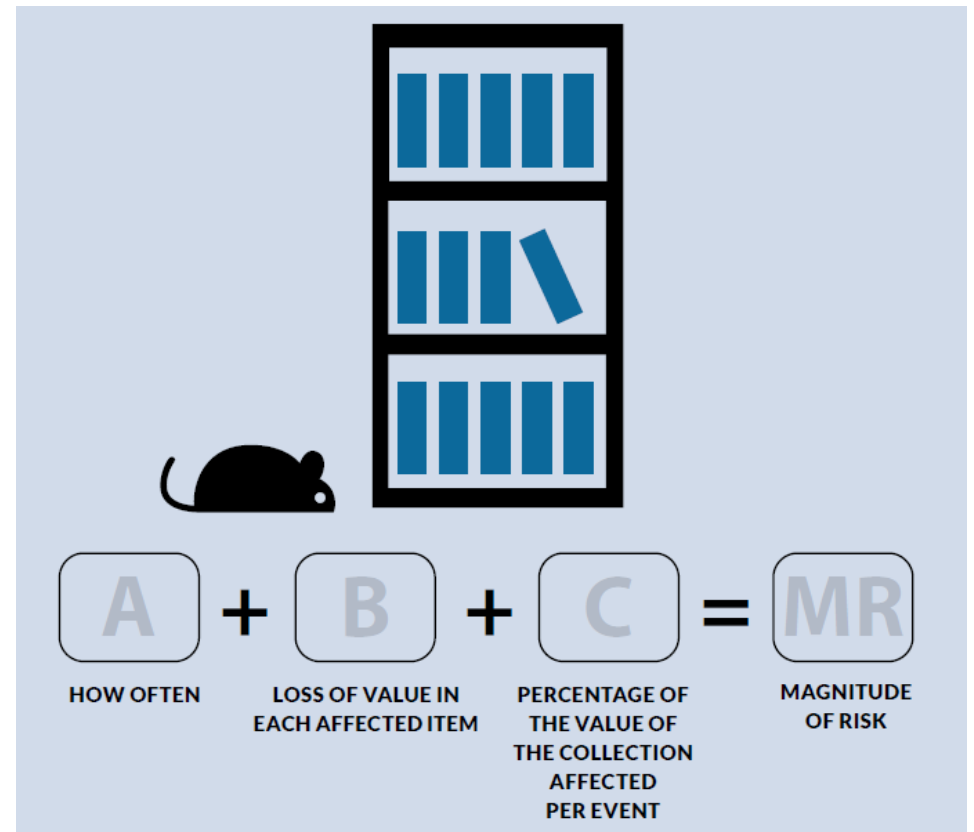 A + B + C = MR
HOW OFTEN
LOSS OF VALUE IN
EACH AFFECTED ITEM
PERCENTAGE OF
THE VALUE OF
THE COLLECTION
AFFECTED
PER EVENT
MAGNITUDE
OF RISK